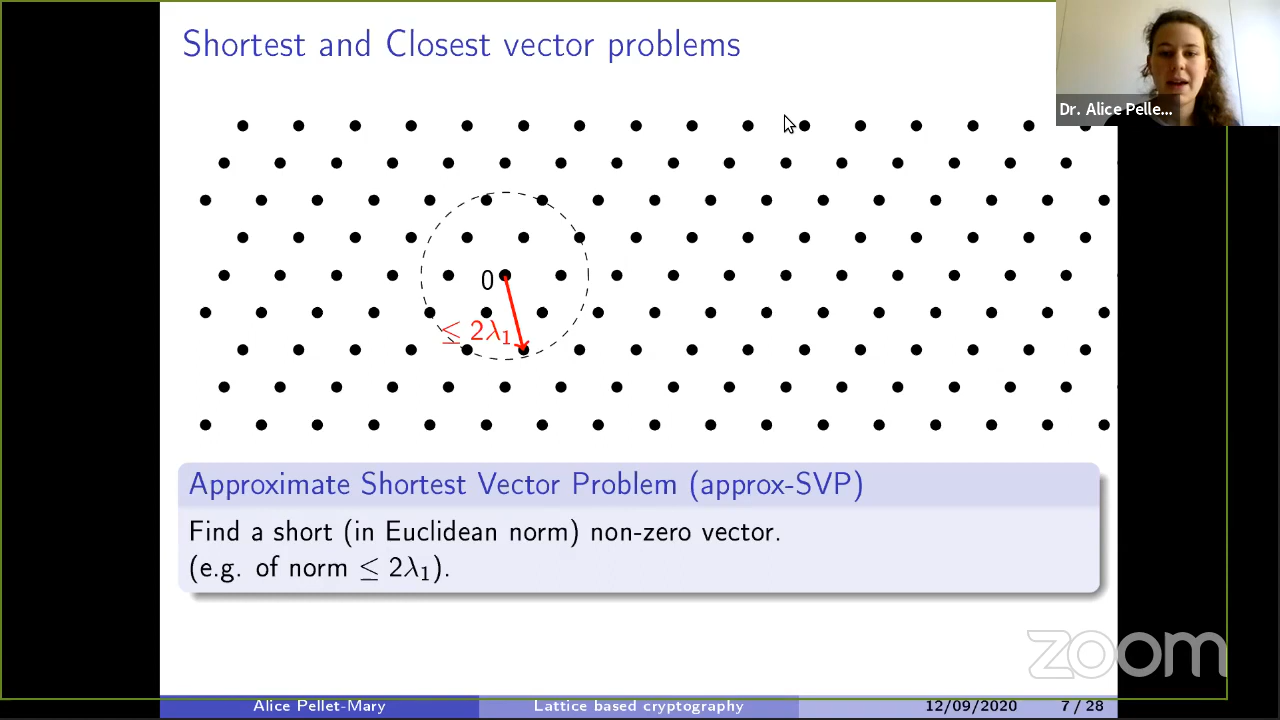 Shortest and Closest vector problems
Dr. Alice Pelle...
0
≤ 2λ₁
Approximate Shortest Vector Problem (approx-SVP)
Find a short (in Euclidean norm) non-zero vector.
(e.g. of norm ≤ 2λ₁).
zoom
Alice Pellet-Mary Lattice based cryptography 12/09/2020 7 / 28